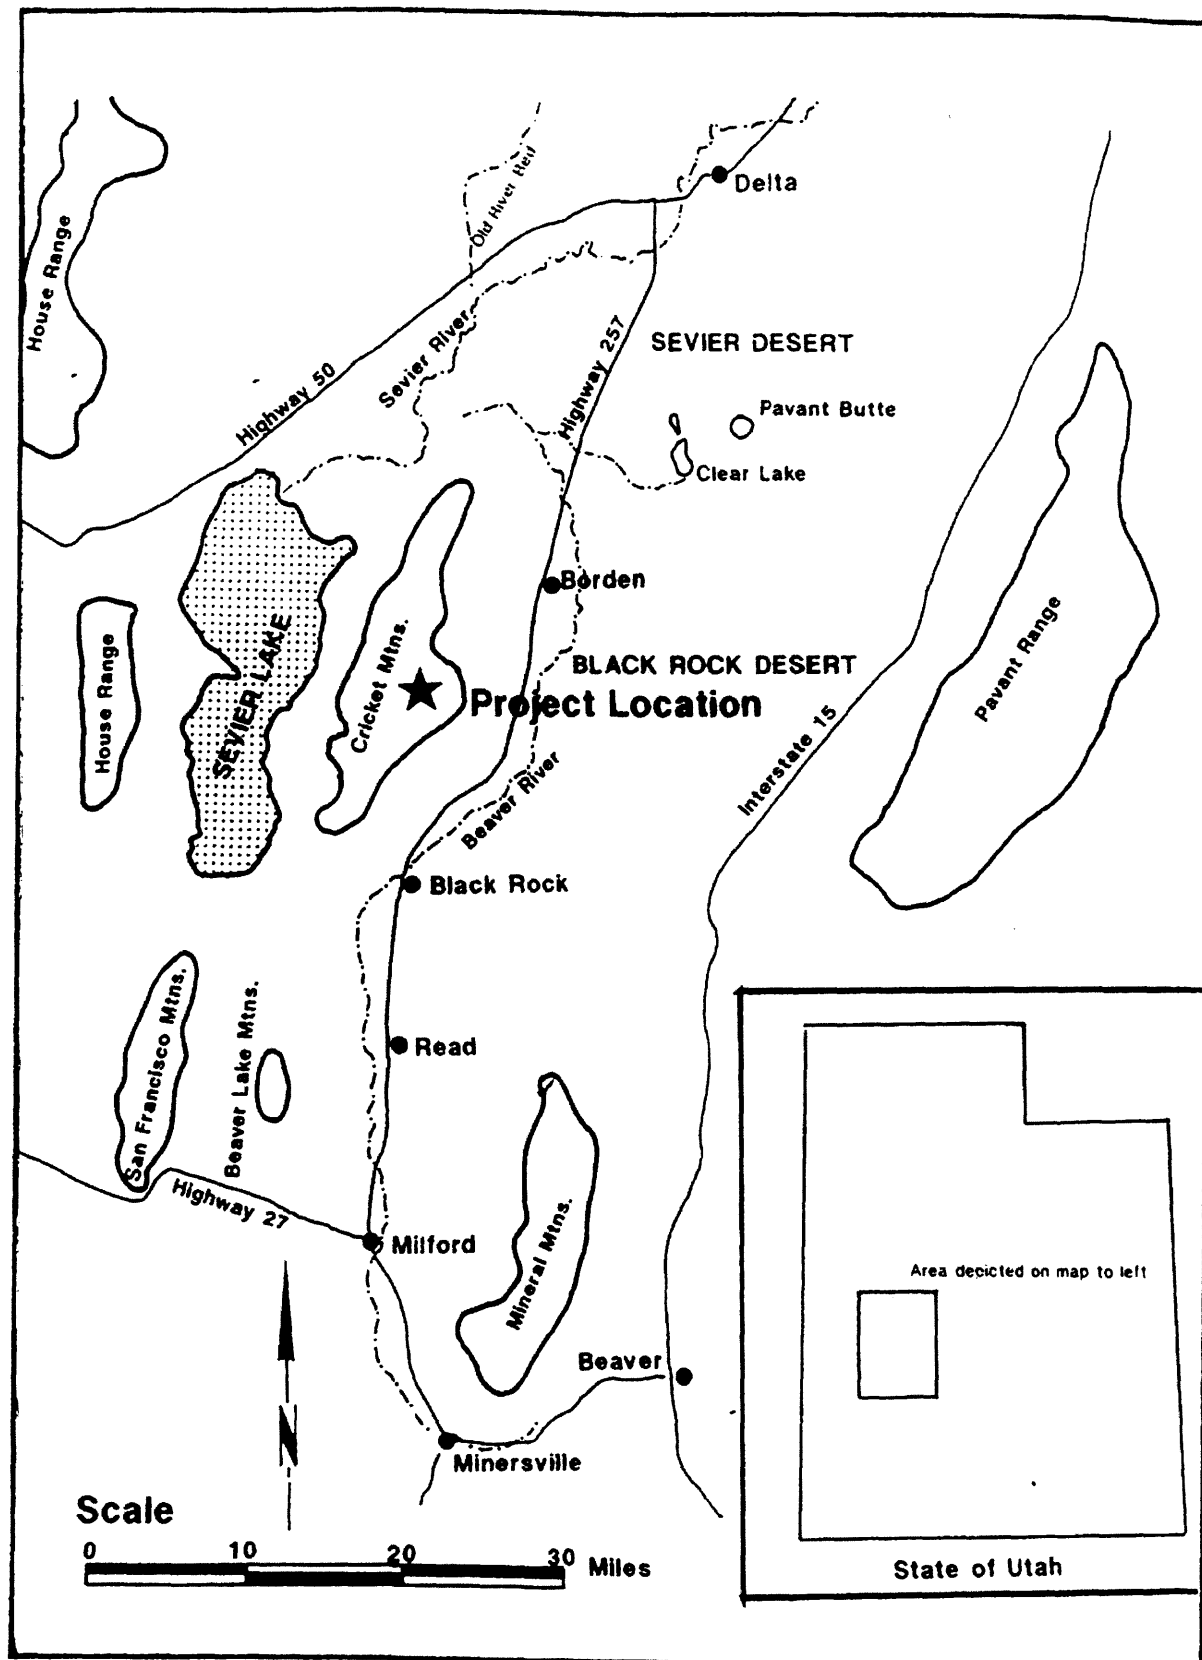 Delta
Old River Bed
House Range
SEVIER DESERT
Highway 257
Sevier River
Highway 50
Pavant Butte
Clear Lake
Borden
BLACK ROCK DESERT
Project Location
Pavant Range
House Range
SEVIER LAKE
Cricket Mtns.
Interstate 15
Beaver River
Black Rock
San Francisco Mtns.
Beaver Lake Mtns.
Read
Highway 27
Milford
Mineral Mtns.
Beaver
Minersville
N
Scale
0 10 20 30 Miles
Area depicted on map to left
State of Utah